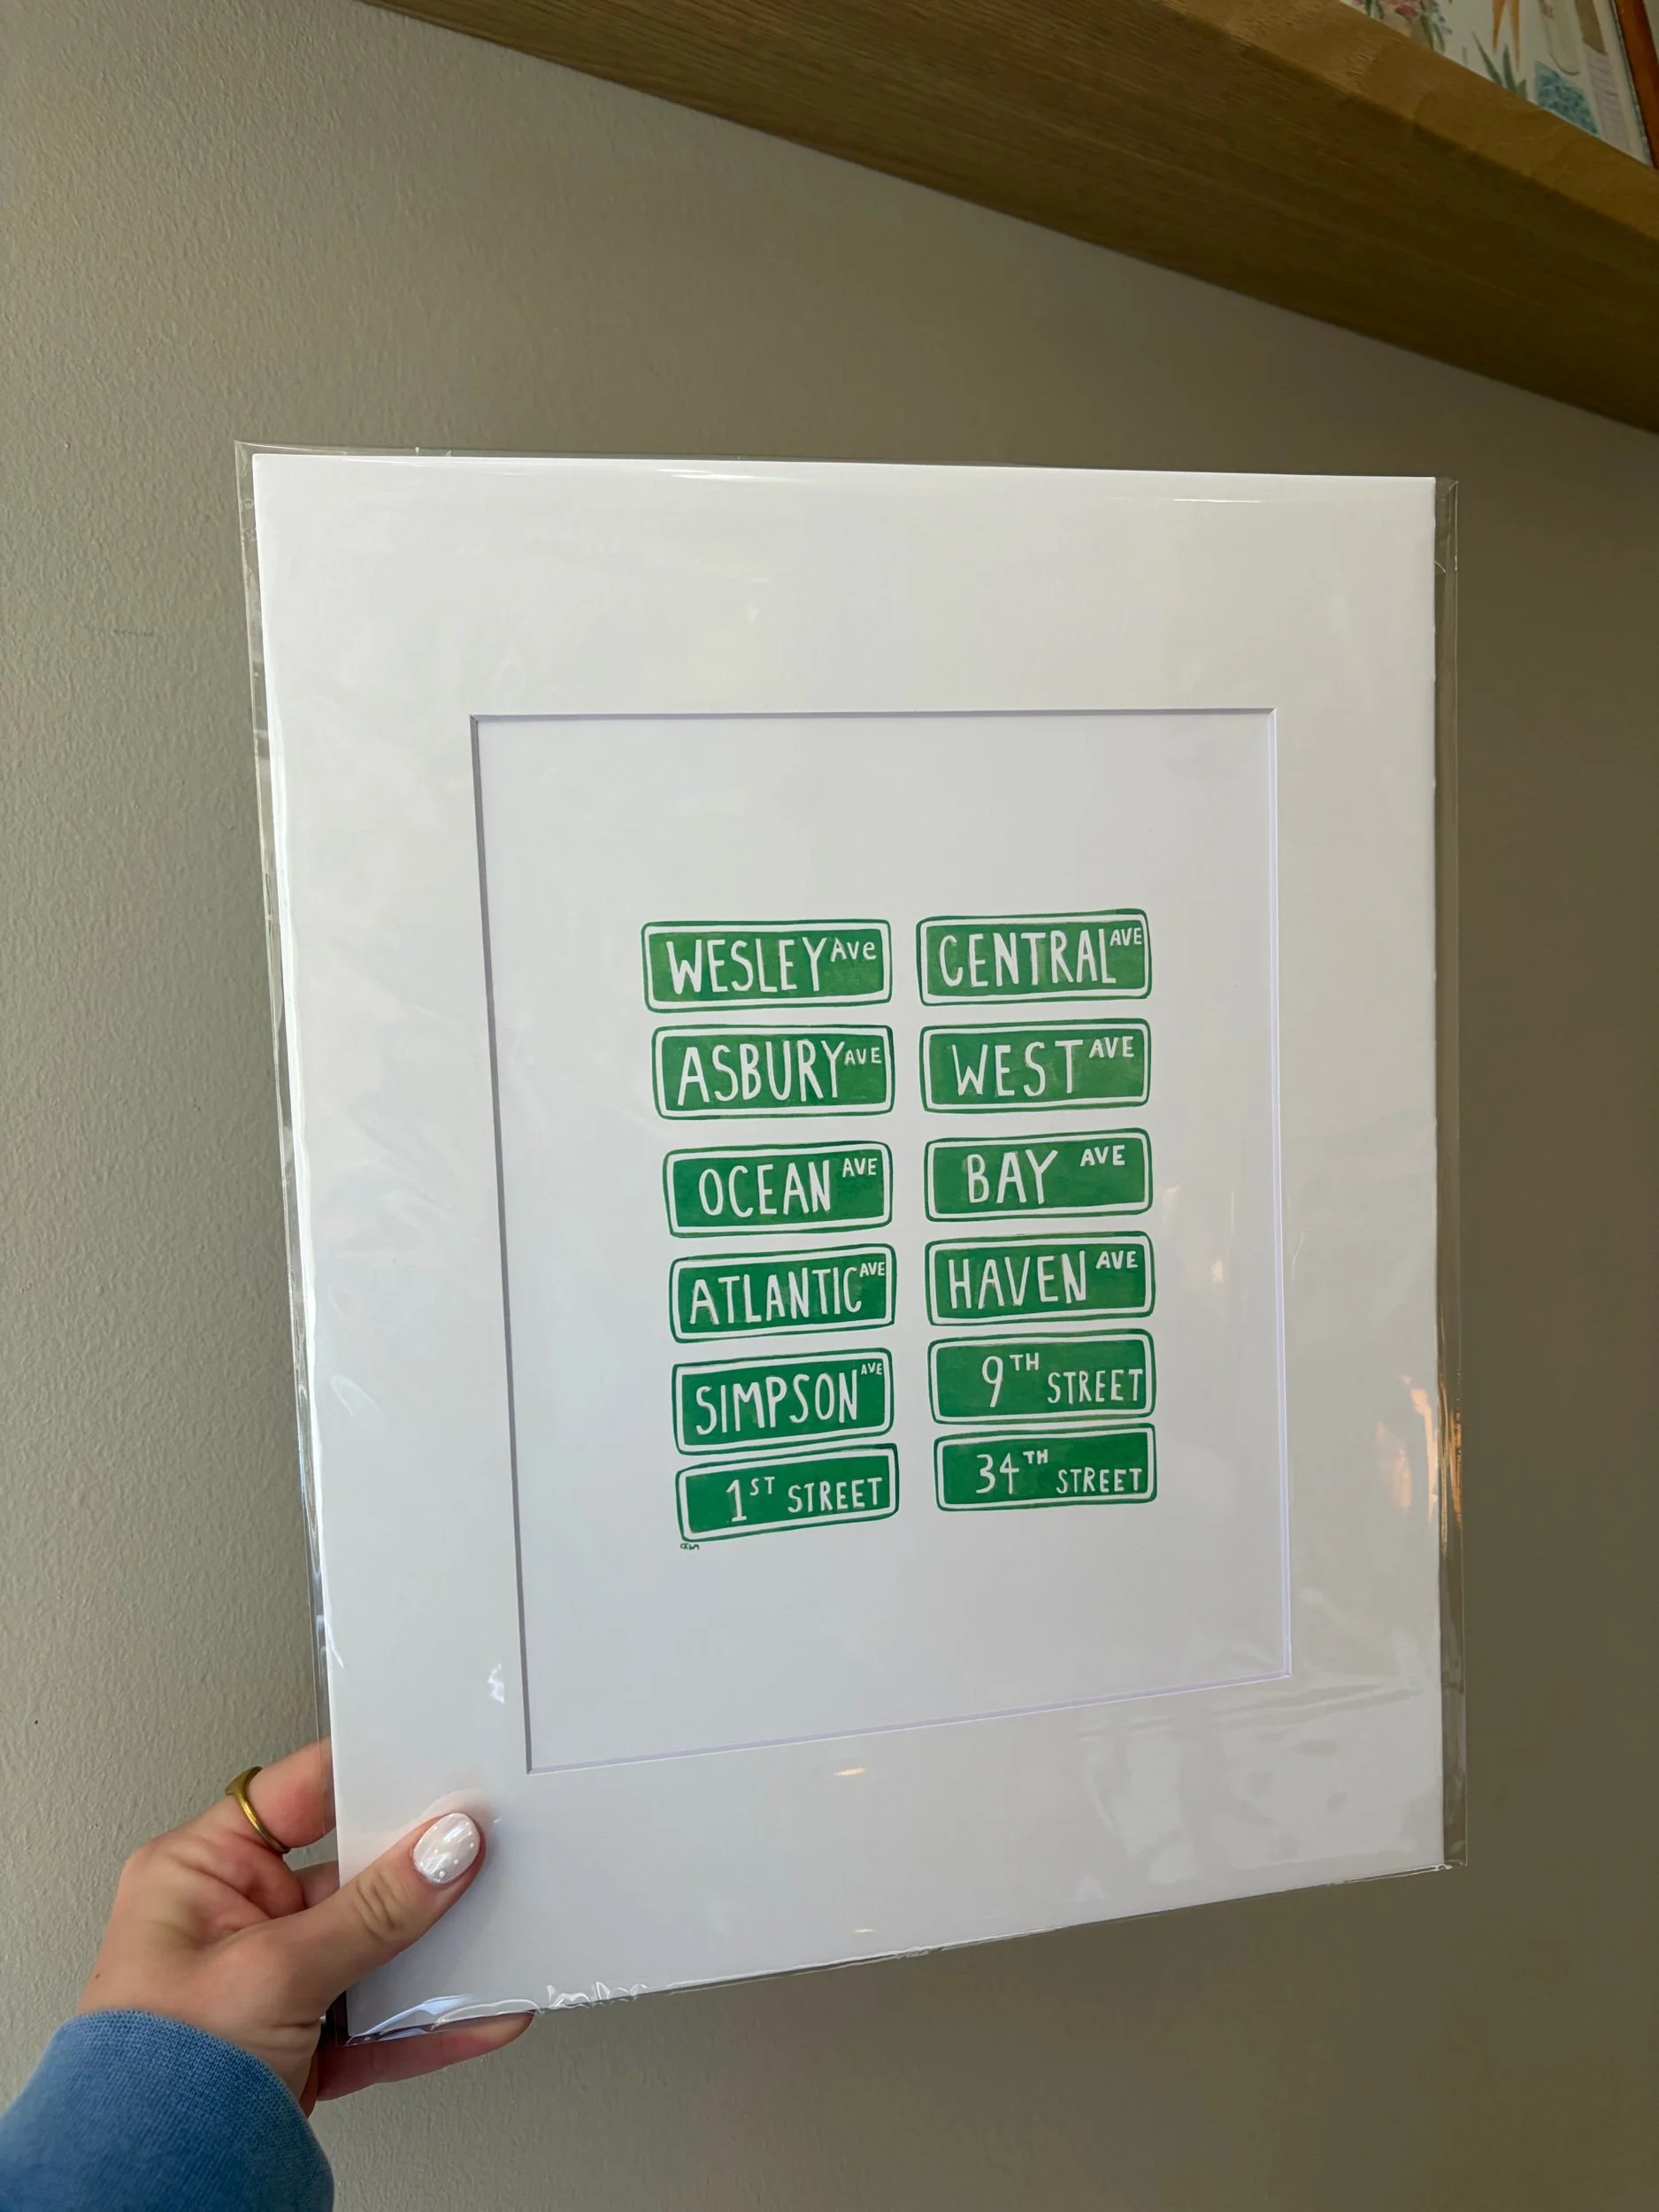 WESLEY AVE
CENTRAL AVE
ASBURY AVE
WEST AVE
OCEAN AVE
BAY AVE
ATLANTIC AVE
HAVEN AVE
SIMPSON AVE
9TH STREET
1ST STREET
34TH STREET